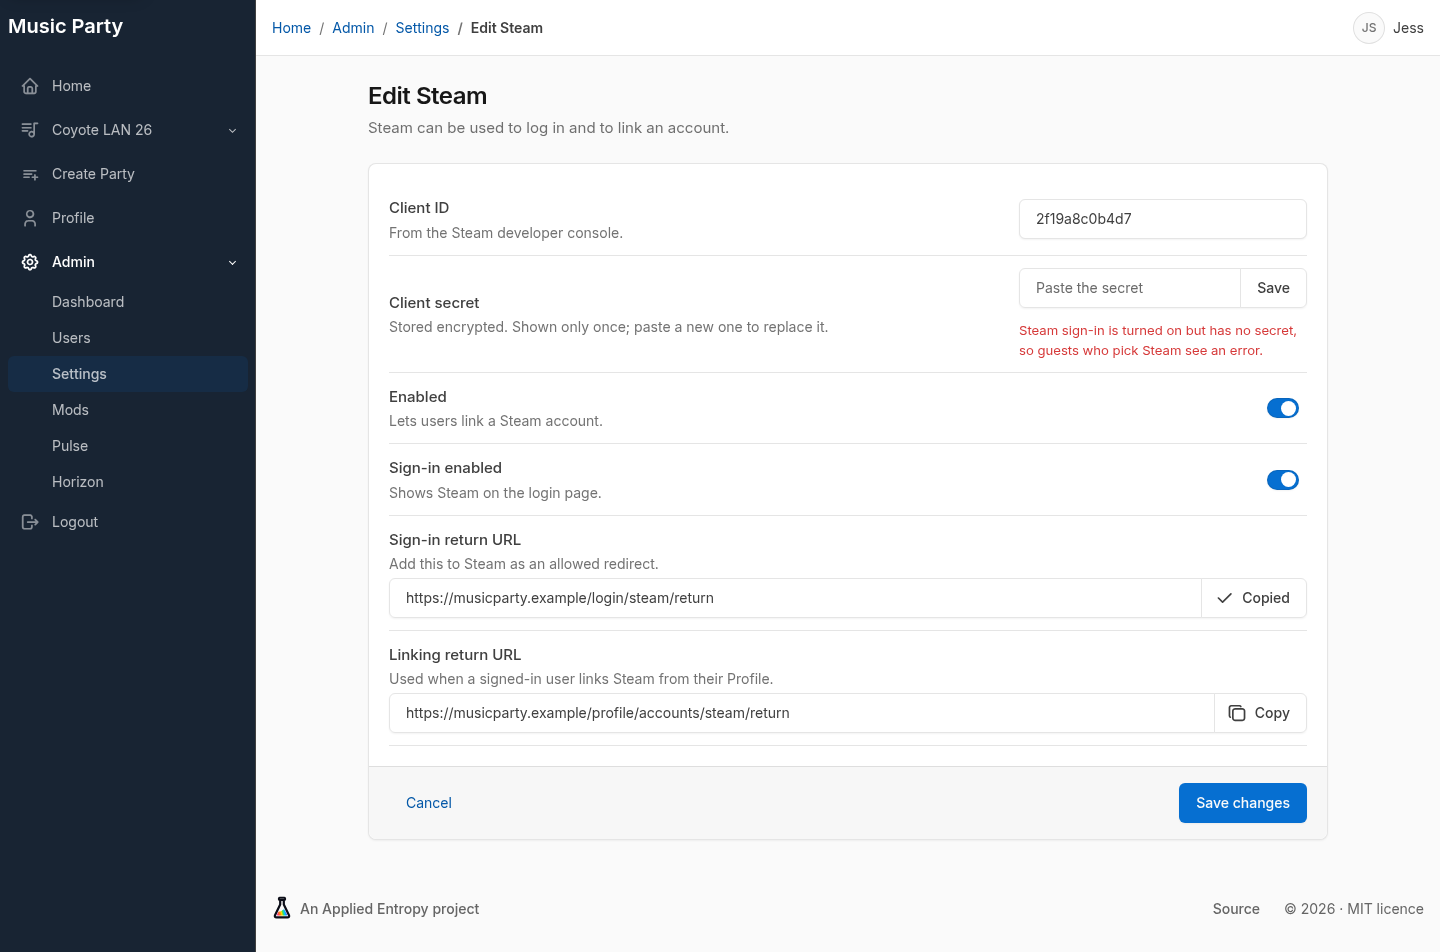 Music Party
Home
Coyote LAN 26
Create Party
Profile
Admin
Dashboard
Users
Settings
Mods
Pulse
Horizon
Logout
Home / Admin / Settings / Edit Steam
JS Jess
Edit Steam
Steam can be used to log in and to link an account.
Client ID
From the Steam developer console.
2f19a8c0b4d7
Client secret
Stored encrypted. Shown only once; paste a new one to replace it.
Paste the secret Save
Steam sign-in is turned on but has no secret,
so guests who pick Steam see an error.
Enabled
Lets users link a Steam account.
Sign-in enabled
Shows Steam on the login page.
Sign-in return URL
Add this to Steam as an allowed redirect.
https://musicparty.example/login/steam/return Copied
Linking return URL
Used when a signed-in user links Steam from their Profile.
https://musicparty.example/profile/accounts/steam/return Copy
Cancel Save changes
An Applied Entropy project Source © 2026 · MIT licence